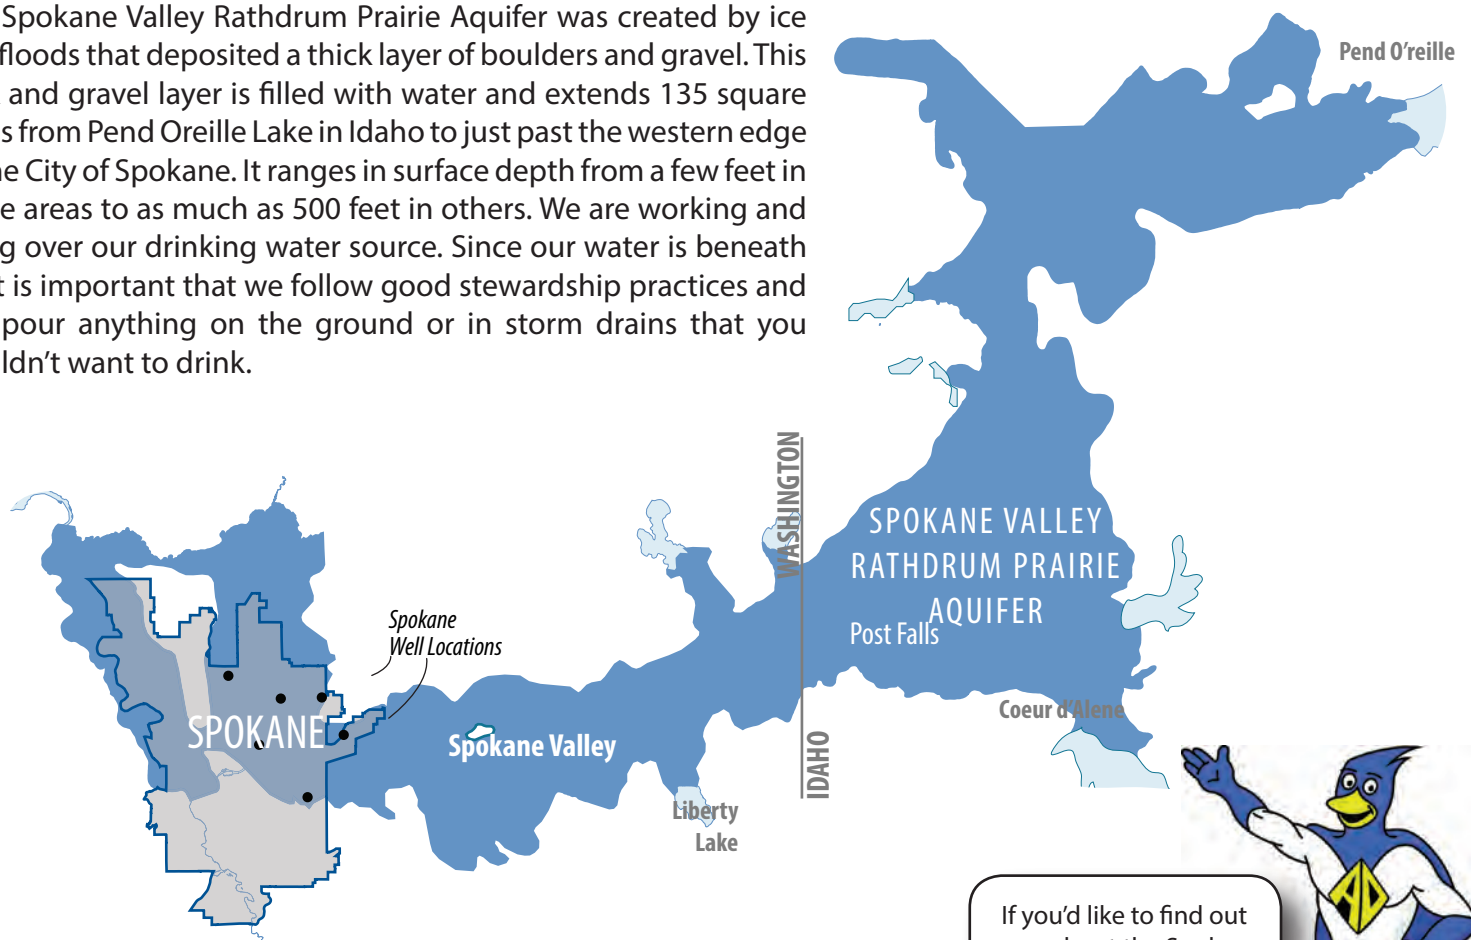 Spokane Valley Rathdrum Prairie Aquifer was created by ice
floods that deposited a thick layer of boulders and gravel. This
and gravel layer is filled with water and extends 135 square
s from Pend Oreille Lake in Idaho to just past the western edge
e City of Spokane. It ranges in surface depth from a few feet in
e areas to as much as 500 feet in others. We are working and
g over our drinking water source. Since our water is beneath
t is important that we follow good stewardship practices and
pour anything on the ground or in storm drains that you
ldn’t want to drink.
Pend O’reille
WASHINGTON
IDAHO
SPOKANE VALLEY
RATHDRUM PRAIRIE
AQUIFER
Post Falls
Coeur d’Alene
Spokane
Well Locations
SPOKANE
Spokane Valley
Liberty
Lake
AD
If you’d like to find out